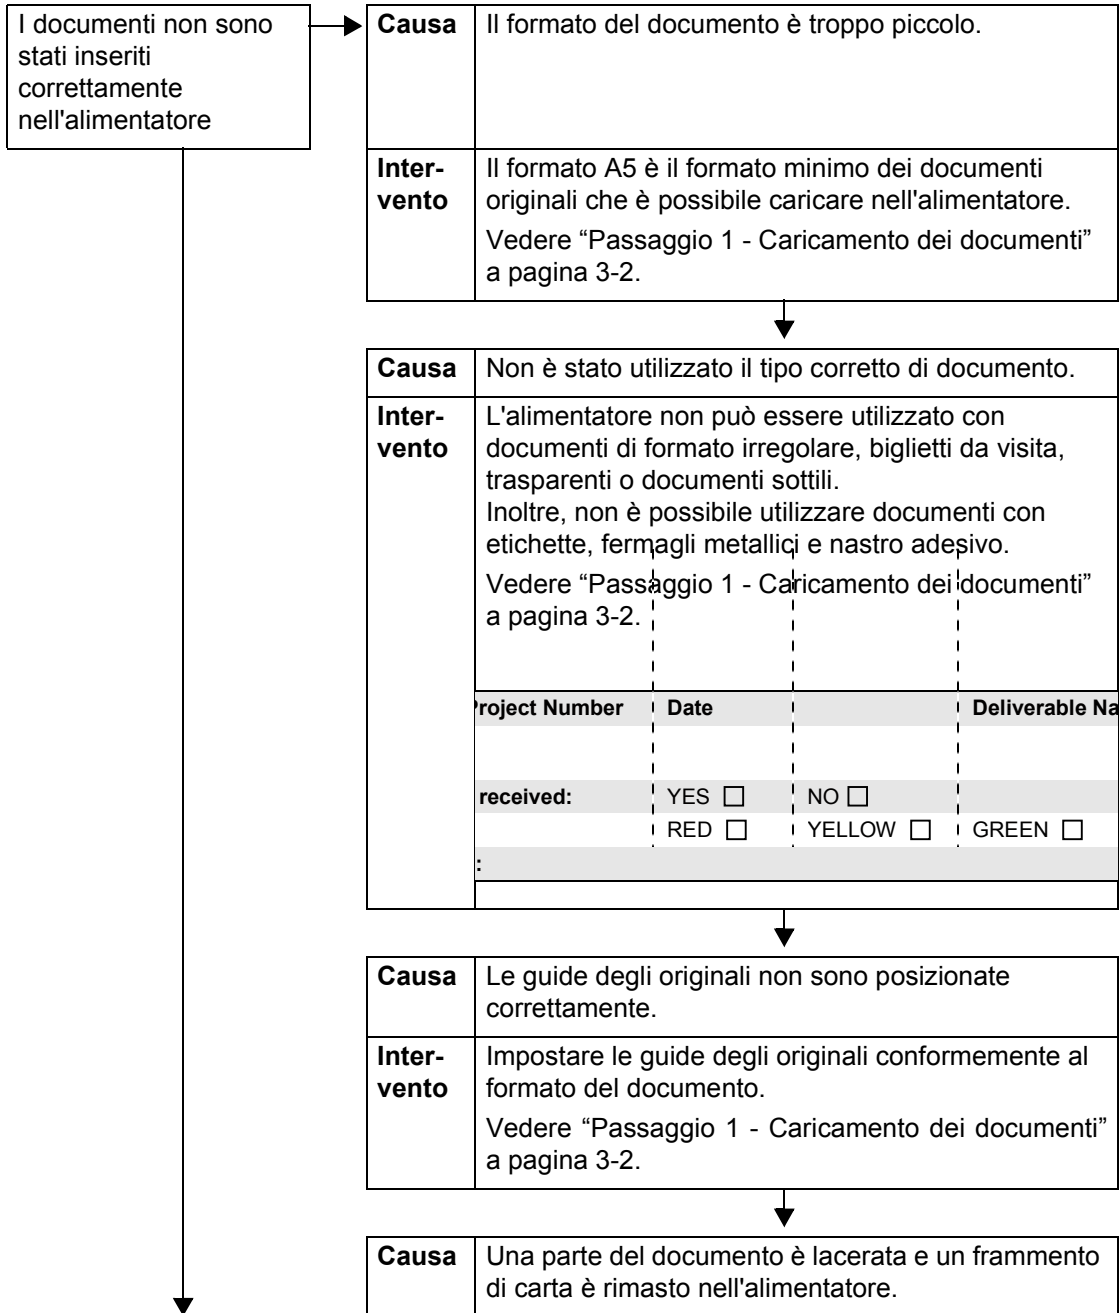 I documenti non sono
stati inseriti
correttamente
nell'alimentatore
Causa Il formato del documento è troppo piccolo.
Inter-
vento
Il formato A5 è il formato minimo dei documenti
originali che è possibile caricare nell'alimentatore.
Vedere “Passaggio 1 - Caricamento dei documenti”
a pagina 3-2.
Causa Non è stato utilizzato il tipo corretto di documento.
Inter-
vento
L'alimentatore non può essere utilizzato con
documenti di formato irregolare, biglietti da visita,
trasparenti o documenti sottili.
Inoltre, non è possibile utilizzare documenti con
etichette, fermagli metallici e nastro adesivo.
Vedere “Passaggio 1 - Caricamento dei documenti”
a pagina 3-2.
Project Number Date Deliverable Na
received: YES ☐ NO ☐
RED ☐ YELLOW ☐ GREEN ☐
:
Causa Le guide degli originali non sono posizionate
correttamente.
Inter-
vento
Impostare le guide degli originali conformemente al
formato del documento.
Vedere “Passaggio 1 - Caricamento dei documenti”
a pagina 3-2.
Causa Una parte del documento è lacerata e un frammento
di carta è rimasto nell'alimentatore.